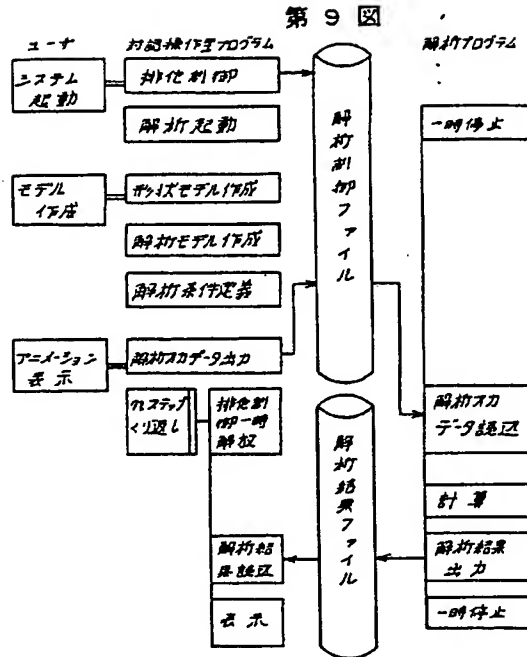 第 9 図
ユーザ
対話操作型プログラム
解析プログラム
システム
起動
排他制御
解析起動
一時停止
モデル
作成
形状モデル作成
解析モデル作成
解析条件定義
アニメーション
表示
解析入力データ出力
nステップ
くり返し
排他制
御一時
解放
解析結
果読込
表示
解析制御ファイル
解析結果ファイル
解析入力
データ読込
計算
解析結果
出力
一時停止